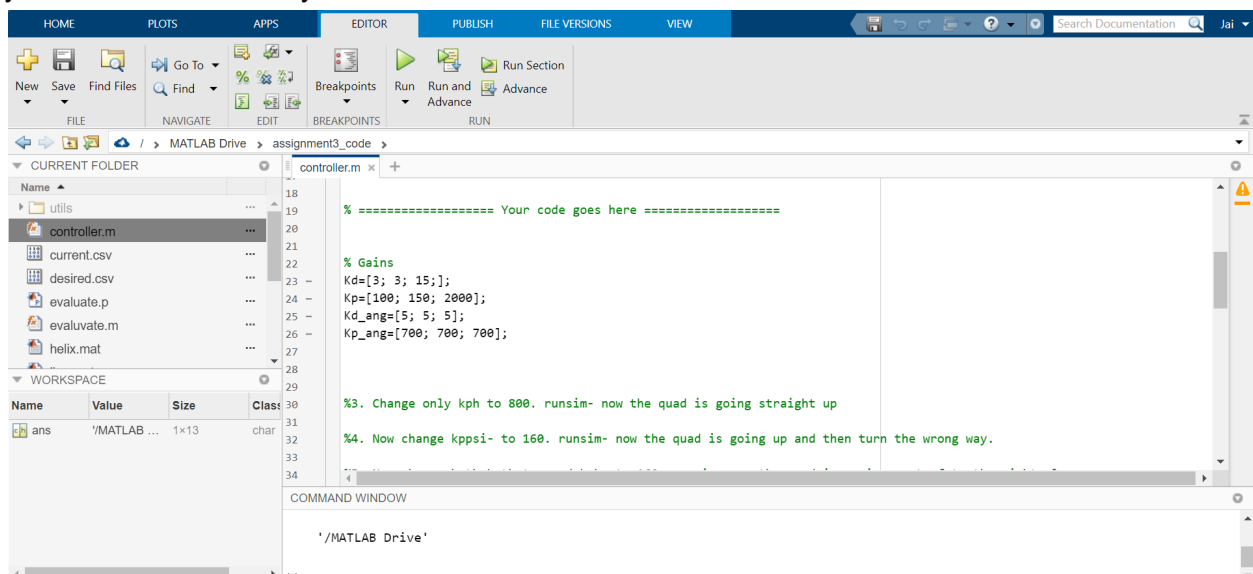 HOME PLOTS APPS EDITOR PUBLISH FILE VERSIONS VIEW Search Documentation Jai
New Save Find Files Go To Find Breakpoints Run Run and Advance Run Section Advance
FILE NAVIGATE EDIT BREAKPOINTS RUN
/ > MATLAB Drive > assignment3_code >
CURRENT FOLDER
Name
utils
controller.m
current.csv
desired.csv
evaluate.p
evaluvate.m
helix.mat
WORKSPACE
Name Value Size Class
ans '/MATLAB ... 1×13 char
controller.m × +
18
19 % =================== Your code goes here ===================
20
21
22 % Gains
23 – Kd=[3; 3; 15;];
24 – Kp=[100; 150; 2000];
25 – Kd_ang=[5; 5; 5];
26 – Kp_ang=[700; 700; 700];
27
28
29
30 %3. Change only kph to 800. runsim- now the quad is going straight up
31
32 %4. Now change kppsi- to 160. runsim- now the quad is going up and then turn the wrong way.
33
34
COMMAND WINDOW
'/MATLAB Drive'